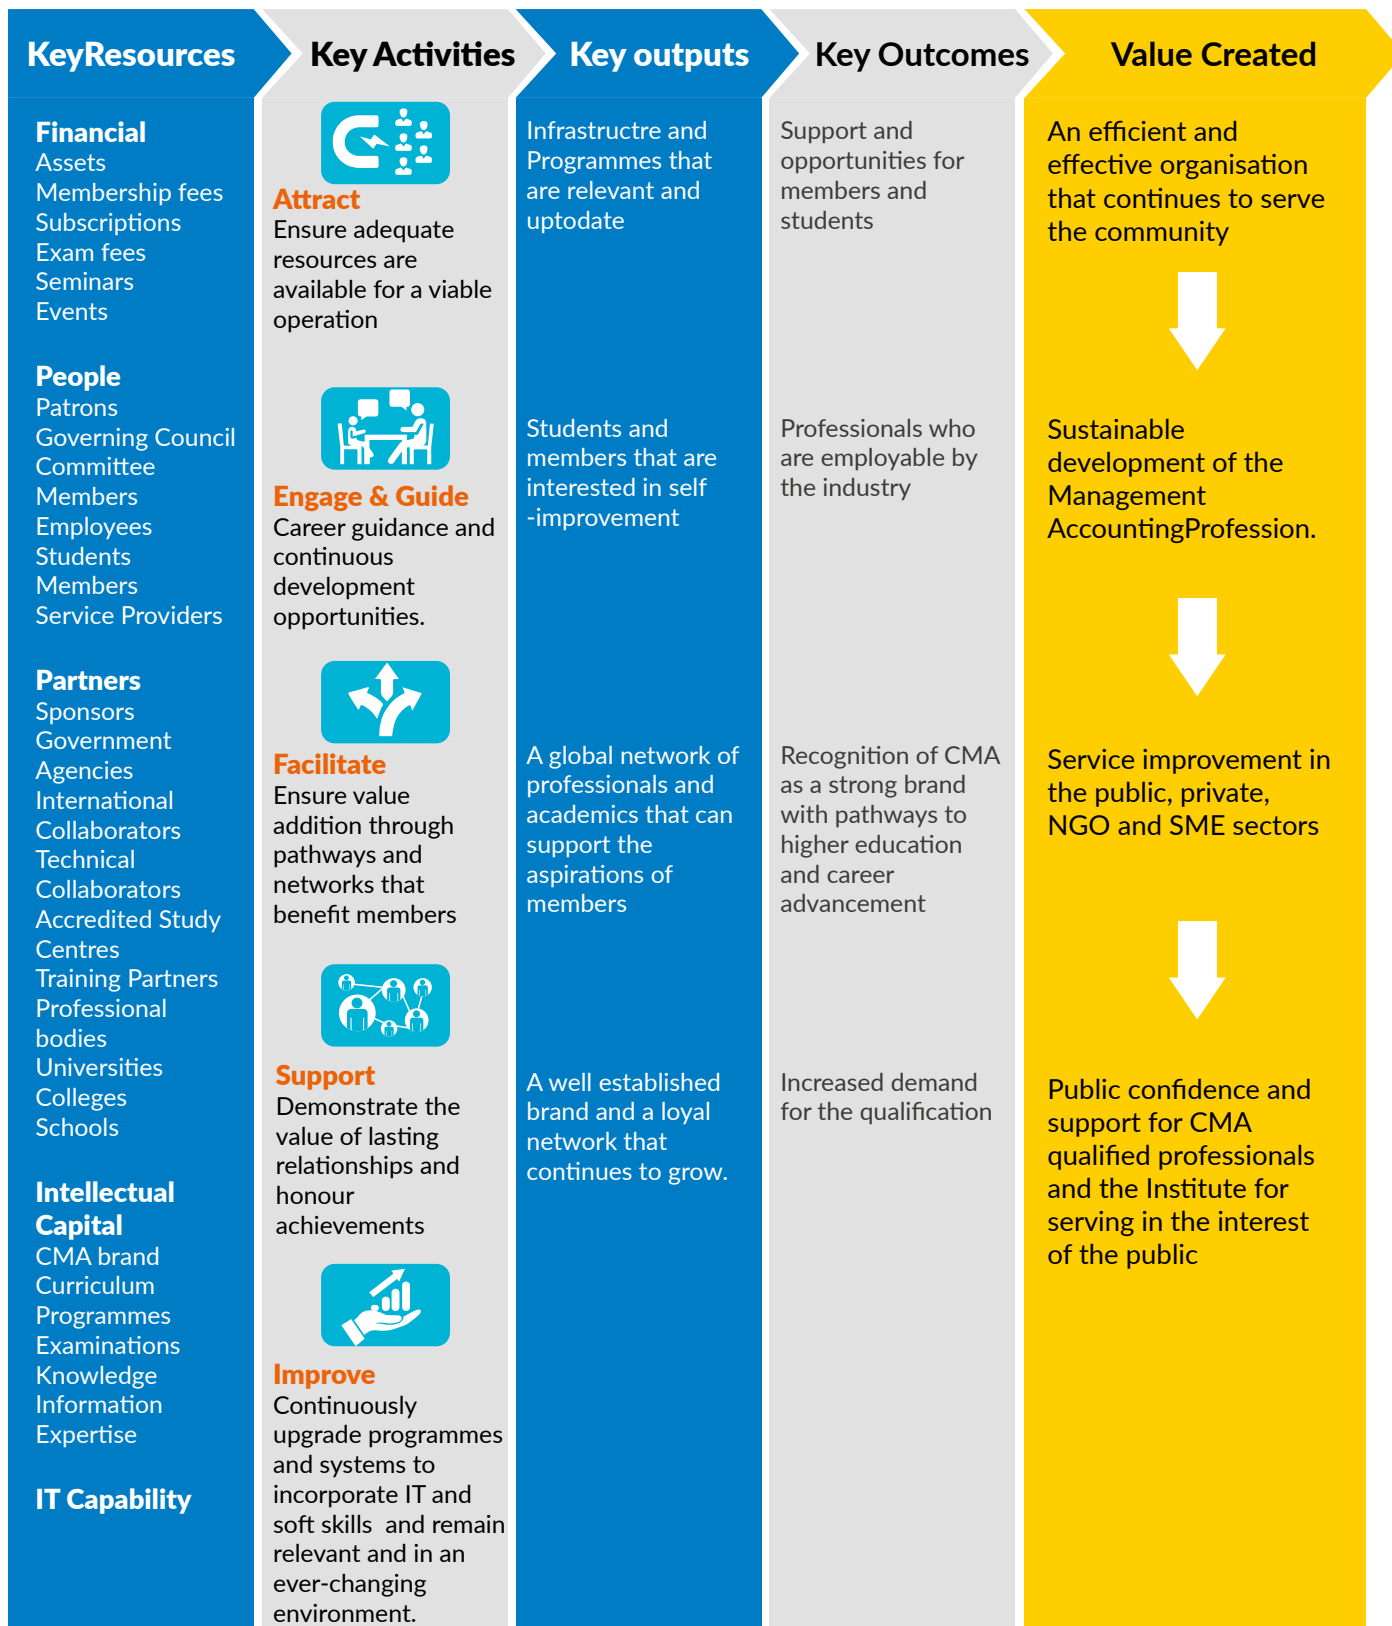 KeyResources
Key Activities
Key outputs
Key Outcomes
Value Created
Financial
Assets
Membership fees
Subscriptions
Exam fees
Seminars
Events
People
Patrons
Governing Council
Committee
Members
Employees
Students
Members
Service Providers
Partners
Sponsors
Government
Agencies
International
Collaborators
Technical
Collaborators
Accredited Study
Centres
Training Partners
Professional
bodies
Universities
Colleges
Schools
Intellectual
Capital
CMA brand
Curriculum
Programmes
Examinations
Knowledge
Information
Expertise
IT Capability
Attract
Ensure adequate
resources are
available for a viable
operation
Engage & Guide
Career guidance and
continuous
development
opportunities.
Facilitate
Ensure value
addition through
pathways and
networks that
benefit members
Support
Demonstrate the
value of lasting
relationships and
honour
achievements
Improve
Continuously
upgrade programmes
and systems to
incorporate IT and
soft skills  and remain
relevant and in an
ever-changing
environment.
Infrastructre and
Programmes that
are relevant and
uptodate
Students and
members that are
interested in self
-improvement
A global network of
professionals and
academics that can
support the
aspirations of
members
A well established
brand and a loyal
network that
continues to grow.
Support and
opportunities for
members and
students
Professionals who
are employable by
the industry
Recognition of CMA
as a strong brand
with pathways to
higher education
and career
advancement
Increased demand
for the qualification
An efficient and
effective organisation
that continues to serve
the community
Sustainable
development of the
Management
AccountingProfession.
Service improvement in
the public, private,
NGO and SME sectors
Public confidence and
support for CMA
qualified professionals
and the Institute for
serving in the interest
of the public